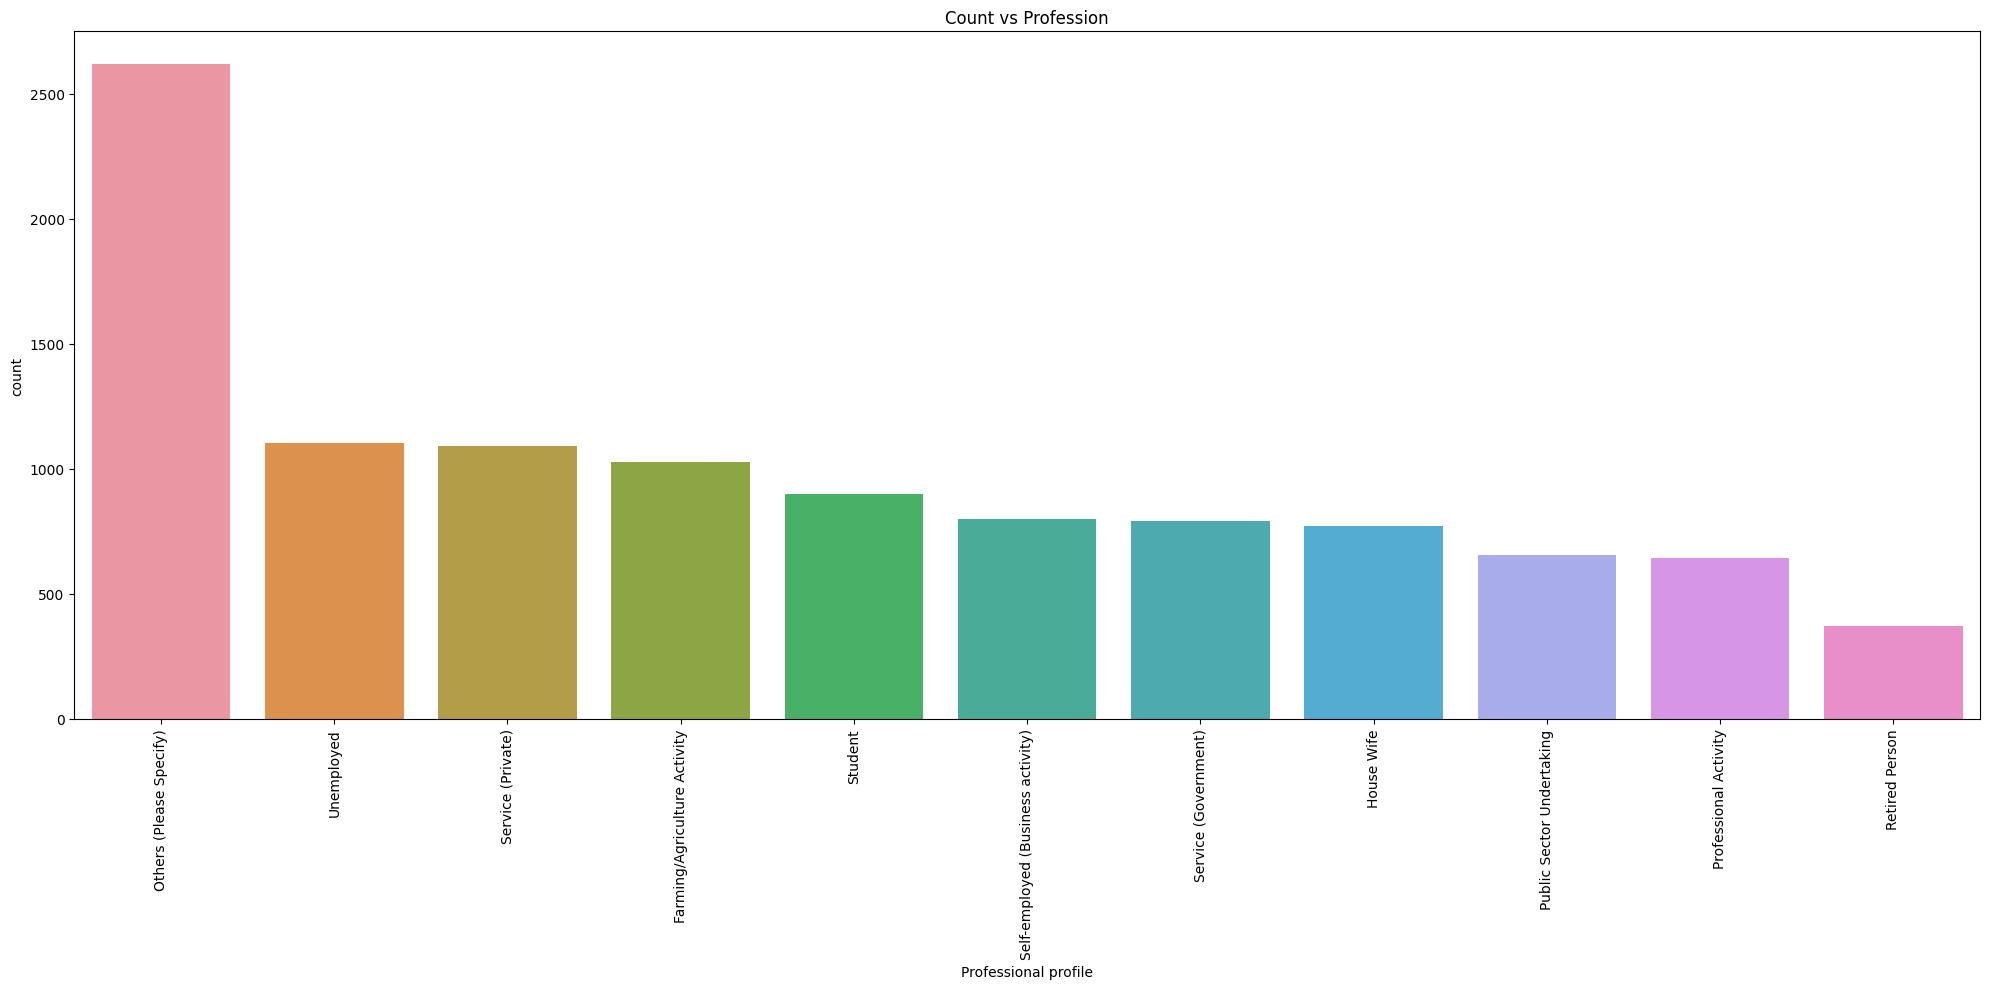 Count vs Profession
count
2500
2000
1500
1000
500
0
Others (Please Specify)
Unemployed
Service (Private)
Farming/Agriculture Activity
Student
Self-employed (Business activity)
Service (Government)
House Wife
Public Sector Undertaking
Professional Activity
Retired Person
Professional profile